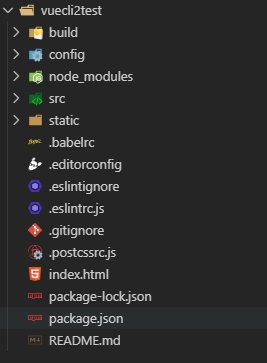 vuecli2test
build
config
node_modules
src
static
.babelrc
.editorconfig
.eslintignore
.eslintrc.js
.gitignore
.postcssrc.js
index.html
package-lock.json
package.json
README.md